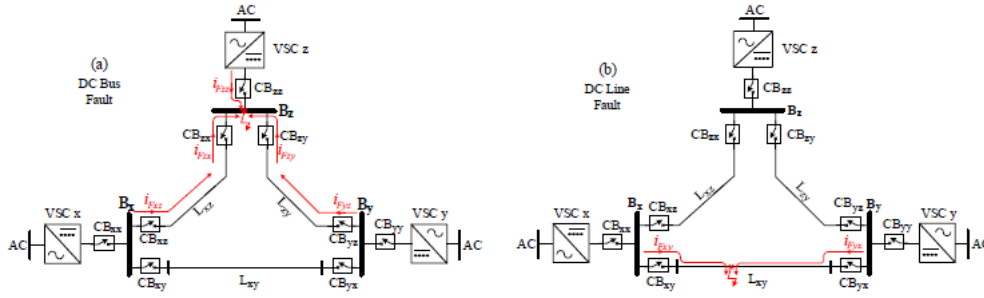 AC
VSC z
(a)
DC Bus
Fault
i_Fzz
CB_zz
B_z
CB_zx
CB_zy
i_Fzx
i_Fzy
B_x
i_Fxz
L_xz
L_zy
i_Fyz
B_y
VSC x
CB_xx
CB_xz
CB_yz
CB_yy
VSC y
AC
AC
CB_xy
L_xy
CB_yx
AC
VSC z
(b)
DC Line
Fault
CB_zz
B_z
CB_zx
CB_zy
L_xz
L_zy
B_x
CB_xz
CB_yz
B_y
VSC x
CB_xx
i_Fxy
i_Fyx
CB_yy
VSC y
AC
AC
CB_xy
L_xy
CB_yx